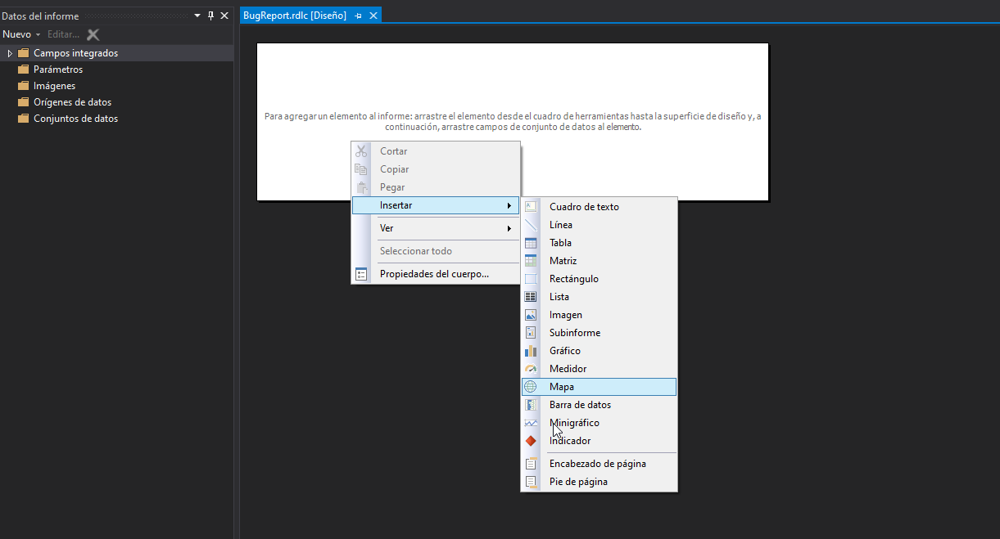 Datos del informe
Nuevo Editar...
Campos integrados
Parámetros
Imágenes
Orígenes de datos
Conjuntos de datos
BugReport.rdlc [Diseño]
Para agregar un elemento al informe: arrastre el elemento desde el cuadro de herramientas hasta la superficie de diseño y, a
continuación, arrastre campos de conjunto de datos al elemento.
Cortar
Copiar
Pegar
Insertar
Ver
Seleccionar todo
Propiedades del cuerpo...
Cuadro de texto
Línea
Tabla
Matriz
Rectángulo
Lista
Imagen
Subinforme
Gráfico
Medidor
Mapa
Barra de datos
Minigráfico
Indicador
Encabezado de página
Pie de página